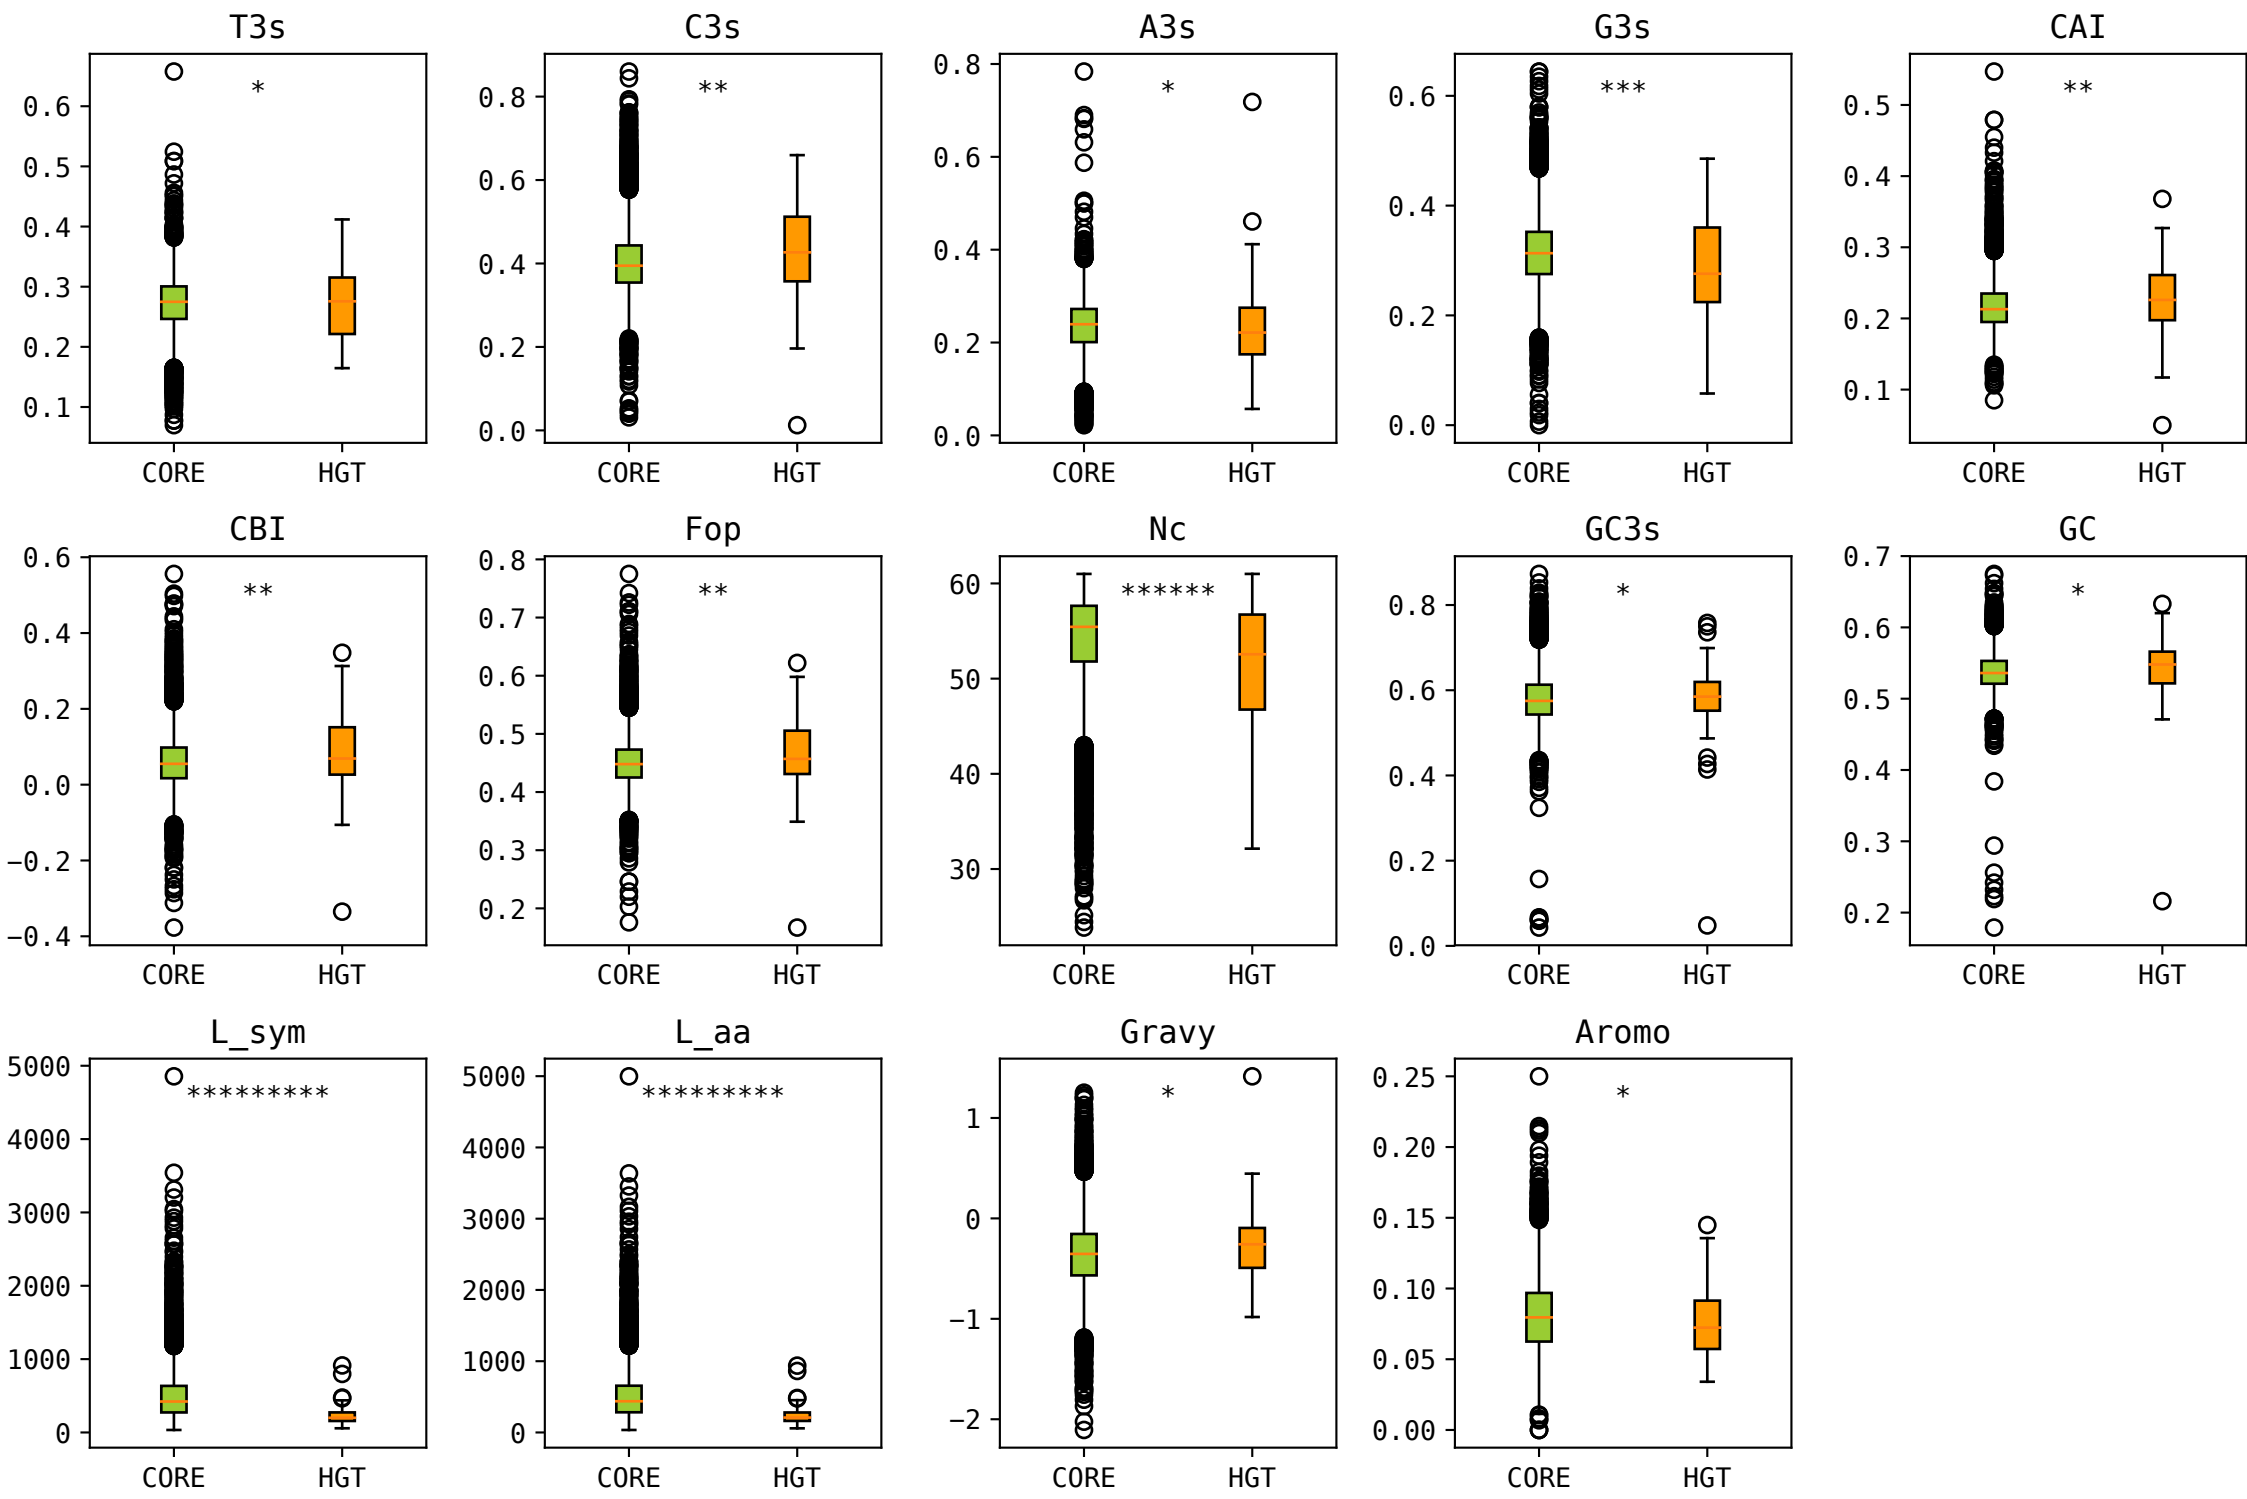 T3s C3s A3s G3s CAI
* ** * *** **
0.6 0.5 0.4 0.3 0.2 0.1
0.8 0.6 0.4 0.2 0.0
0.8 0.6 0.4 0.2 0.0
0.6 0.4 0.2 0.0
0.5 0.4 0.3 0.2 0.1
CORE HGT CORE HGT CORE HGT CORE HGT CORE HGT
CBI Fop Nc GC3s GC
** ** ****** * *
0.6 0.4 0.2 0.0 −0.2 −0.4
0.8 0.7 0.6 0.5 0.4 0.3 0.2
60 50 40 30
0.8 0.6 0.4 0.2 0.0
0.7 0.6 0.5 0.4 0.3 0.2
CORE HGT CORE HGT CORE HGT CORE HGT CORE HGT
L_sym L_aa Gravy Aromo
********* ********* * *
5000 4000 3000 2000 1000 0
5000 4000 3000 2000 1000 0
1 0 −1 −2
0.25 0.20 0.15 0.10 0.05 0.00
CORE HGT CORE HGT CORE HGT CORE HGT